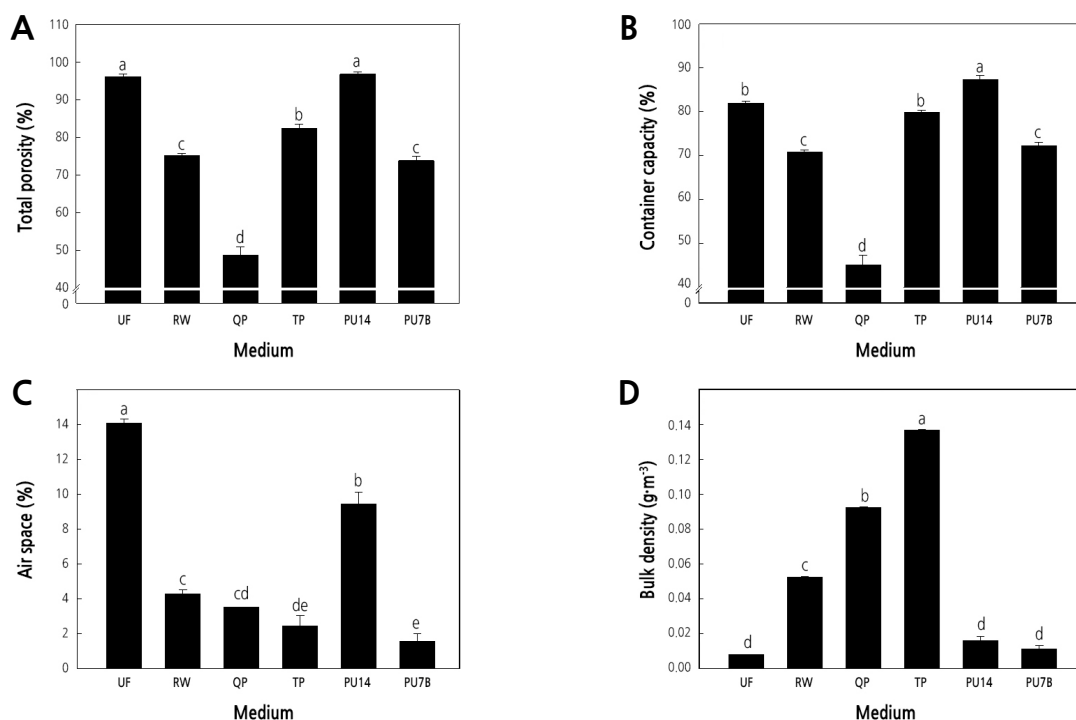 A
Total porosity (%)
110
100
90
80
70
60
50
40
0
a
c
d
b
a
c
UF RW QP TP PU14 PU7B
Medium
B
Container capacity (%)
100
90
80
70
60
50
40
0
b
c
d
b
a
c
UF RW QP TP PU14 PU7B
Medium
C
Air space (%)
14
12
10
8
6
4
2
0
a
c
cd
de
b
e
UF RW QP TP PU14 PU7B
Medium
D
Bulk density (g·m⁻³)
0.14
0.12
0.10
0.08
0.06
0.04
0.02
0.00
d
c
b
a
d
d
UF RW QP TP PU14 PU7B
Medium